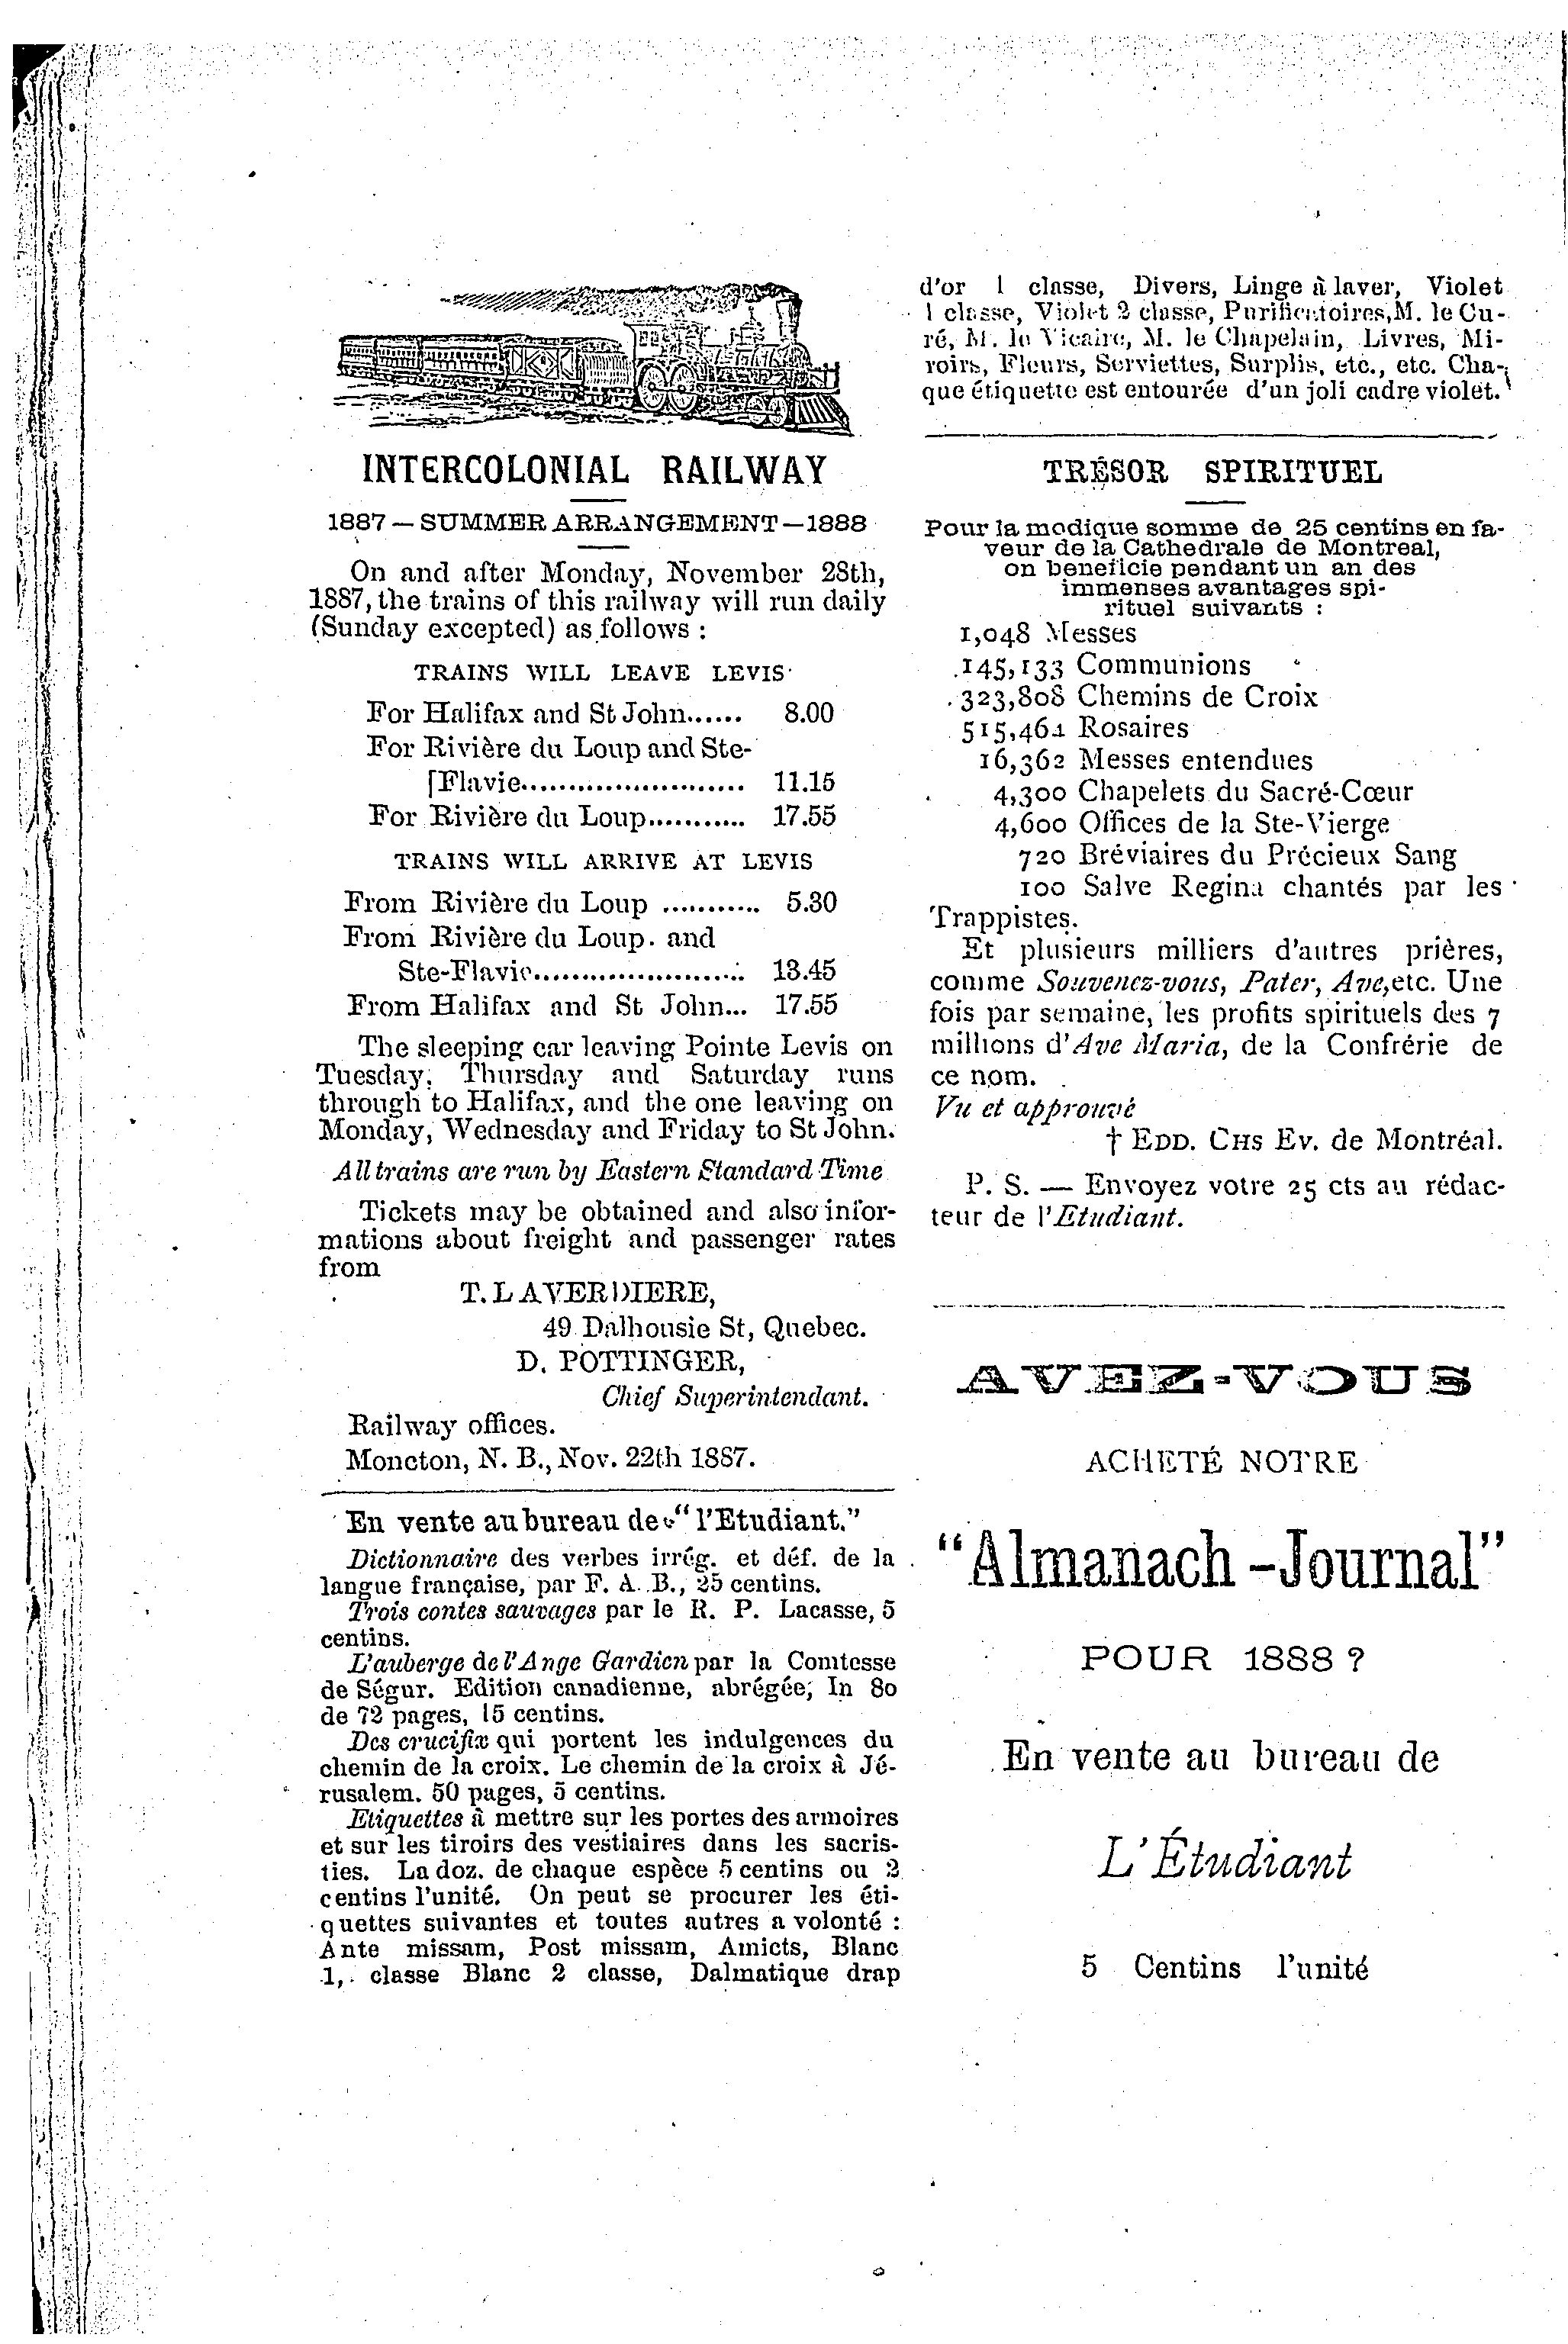 INTERCOLONIAL RAILWAY
1887 — SUMMER ARRANGEMENT — 1888
On and after Monday, November 28th,
1887, the trains of this railway will run daily
(Sunday excepted) as follows :
TRAINS WILL LEAVE LEVIS
For Halifax and St John...... 8.00
For Rivière du Loup and Ste-
[Flavie........................ 11.15
For Rivière du Loup........... 17.55
TRAINS WILL ARRIVE AT LEVIS
From Rivière du Loup ........... 5.30
From Rivière du Loup. and
Ste-Flavie....................... 13.45
From Halifax and St John... 17.55
The sleeping car leaving Pointe Levis on
Tuesday, Thursday and Saturday runs
through to Halifax, and the one leaving on
Monday, Wednesday and Friday to St John.
All trains are run by Eastern Standard Time
Tickets may be obtained and also infor-
mations about freight and passenger rates
from
T. LAVERDIERE,
49 Dalhousie St, Quebec.
D. POTTINGER,
Chief Superintendant.
Railway offices.
Moncton, N. B., Nov. 22th 1887.
En vente au bureau de "l'Etudiant."
Dictionnaire des verbes irrég. et déf. de la
langue française, par F. A. B., 25 centins.
Trois contes sauvages par le R. P. Lacasse, 5
centins.
L'auberge de l'Ange Gardien par la Comtesse
de Ségur. Edition canadienne, abrégée, In 8o
de 72 pages, 15 centins.
Des crucifix qui portent les indulgences du
chemin de la croix. Le chemin de la croix à Jé-
rusalem. 50 pages, 5 centins.
Etiquettes à mettre sur les portes des armoires
et sur les tiroirs des vestiaires dans les sacris-
ties. La doz. de chaque espèce 5 centins ou 2
centins l'unité. On peut se procurer les éti-
quettes suivantes et toutes autres a volonté :
Ante missam, Post missam, Amicts, Blanc
1, classe Blanc 2 classe, Dalmatique drap
d'or 1 classe, Divers, Linge à laver, Violet
1 classe, Violet 2 classe, Purificatoires, M. le Cu-
ré, M. le Vicaire, M. le Chapelain, Livres, Mi-
roirs, Fleurs, Serviettes, Surplis, etc., etc. Cha-
que étiquette est entourée d'un joli cadre violet.
TRÉSOR SPIRITUEL
Pour la modique somme de 25 centins en fa-
veur de la Cathedrale de Montreal,
on beneficie pendant un an des
immenses avantages spi-
rituel suivants :
1,048 Messes
145,133 Communions
323,808 Chemins de Croix
515,464 Rosaires
16,362 Messes entendues
4,300 Chapelets du Sacré-Cœur
4,600 Offices de la Ste-Vierge
720 Bréviaires du Précieux Sang
100 Salve Regina chantés par les
Trappistes.
Et plusieurs milliers d'autres prières,
comme Souvenez-vous, Pater, Ave, etc. Une
fois par semaine, les profits spirituels des 7
millions d'Ave Maria, de la Confrérie de
ce nom.
Vu et approuvé
† EDD. CHS Ev. de Montréal.
P. S. — Envoyez votre 25 cts au rédac-
teur de l'Etudiant.
AVEZ-VOUS
ACHETÉ NOTRE
"Almanach-Journal"
POUR 1888 ?
En vente au bureau de
L'Étudiant
5 Centins l'unité